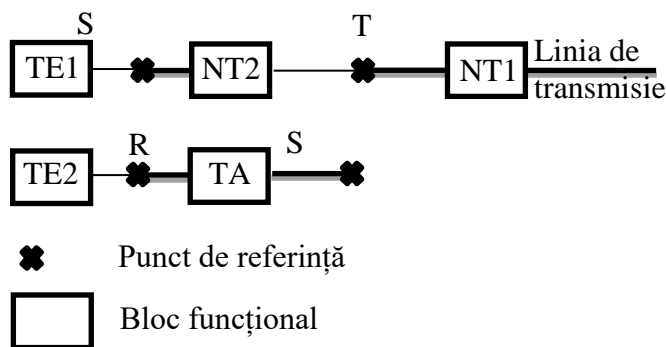 S
T
TE1 NT2 NT1 Linia de
transmisie
R S
TE2 TA
Punct de referință
Bloc funcțional